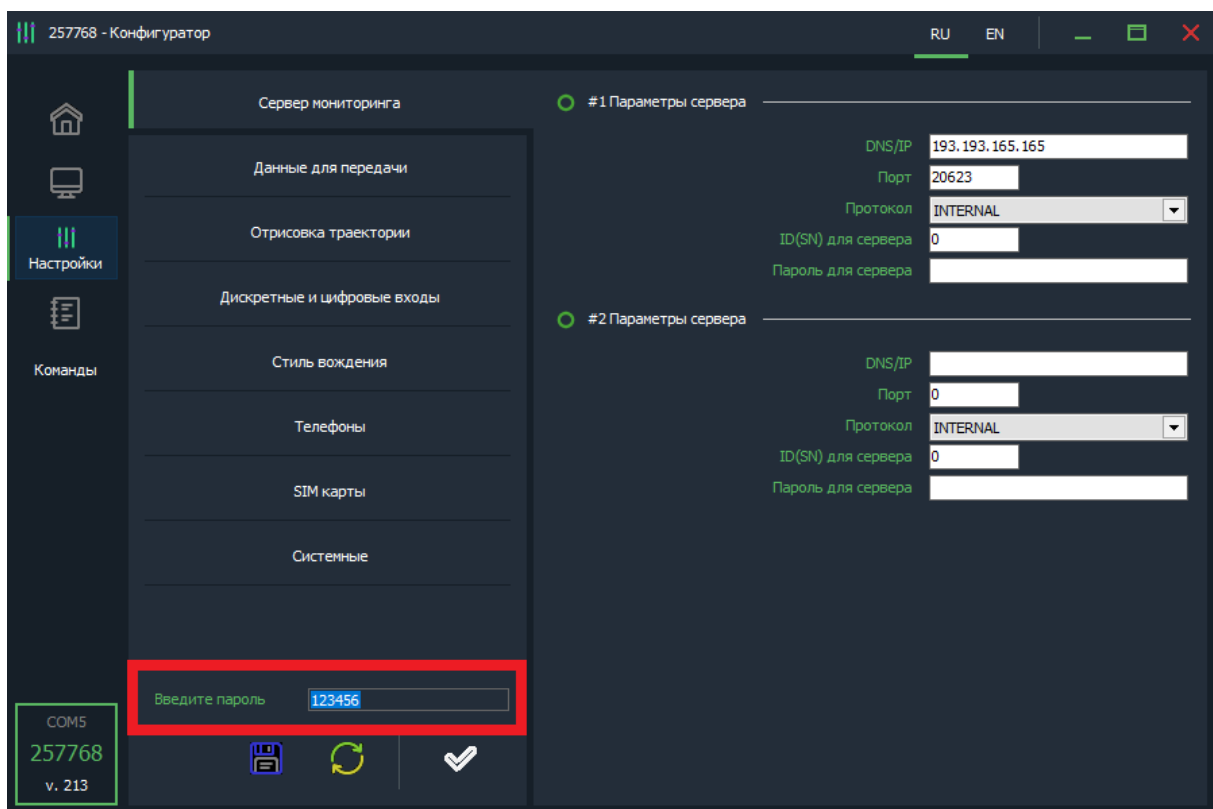 257768 - Конфигуратор
RU EN
Сервер мониторинга
Данные для передачи
Отрисовка траектории
Настройки
Дискретные и цифровые входы
Стиль вождения
Команды
Телефоны
SIM карты
Системные
Введите пароль 123456
COM5
257768
v. 213
#1 Параметры сервера
DNS/IP 193.193.165.165
Порт 20623
Протокол INTERNAL
ID(SN) для сервера 0
Пароль для сервера
#2 Параметры сервера
DNS/IP
Порт 0
Протокол INTERNAL
ID(SN) для сервера 0
Пароль для сервера